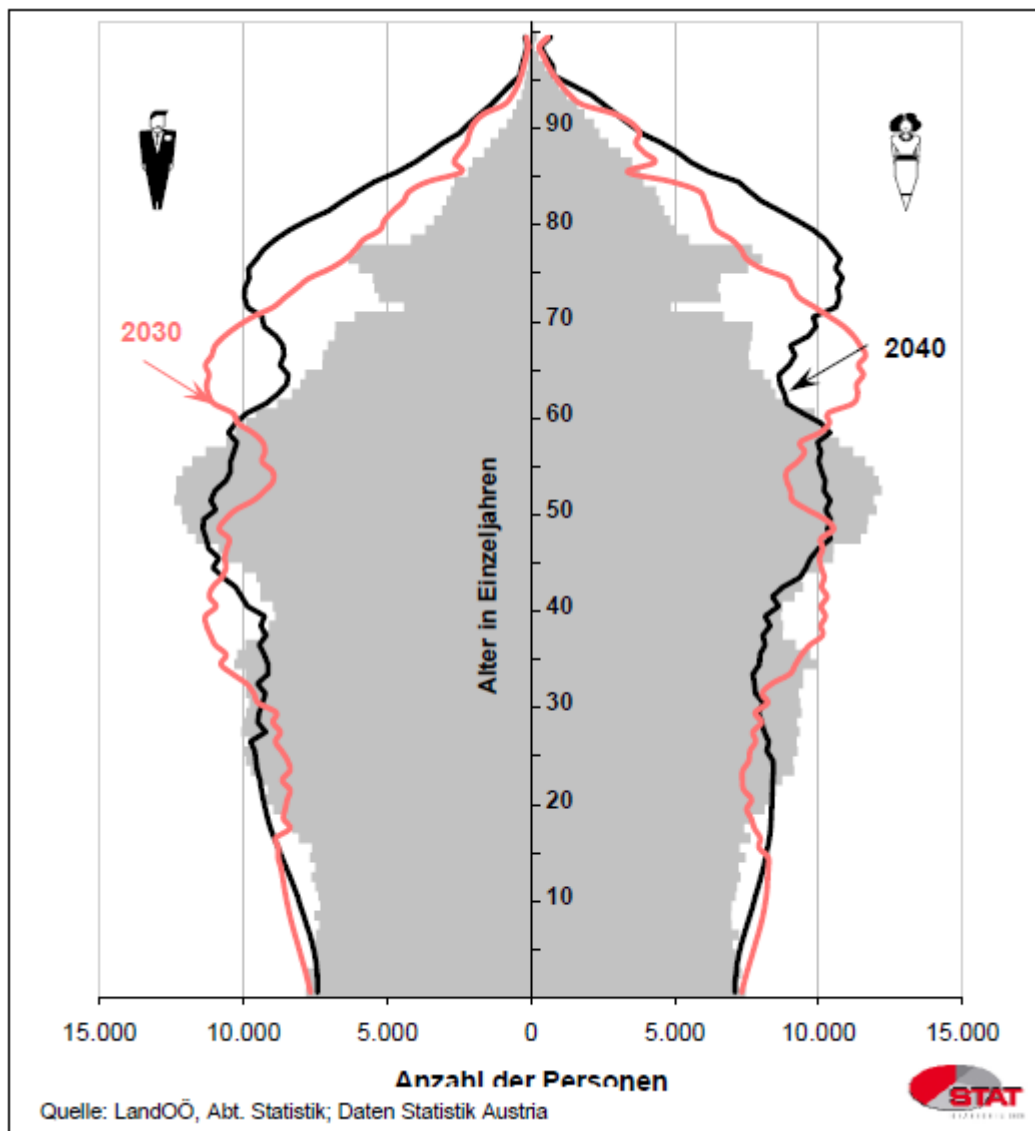 90
80
2030
70
2040
60
50
40
30
20
10
Alter in Einzeljahren
15.000 10.000 5.000 0 5.000 10.000 15.000
Anzahl der Personen
Quelle: LandOÖ, Abt. Statistik; Daten Statistik Austria
STAT